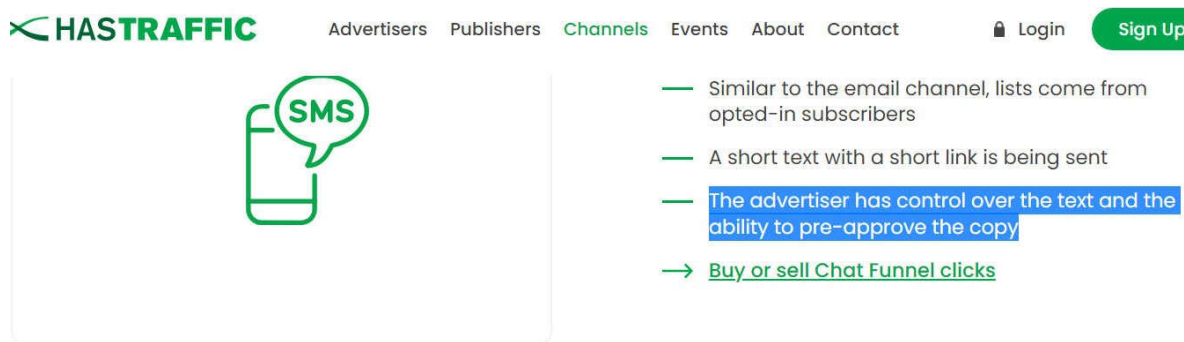 HASTRAFFIC
Advertisers Publishers Channels Events About Contact Login Sign Up
SMS
Similar to the email channel, lists come from
opted-in subscribers
A short text with a short link is being sent
The advertiser has control over the text and the
ability to pre-approve the copy
Buy or sell Chat Funnel clicks